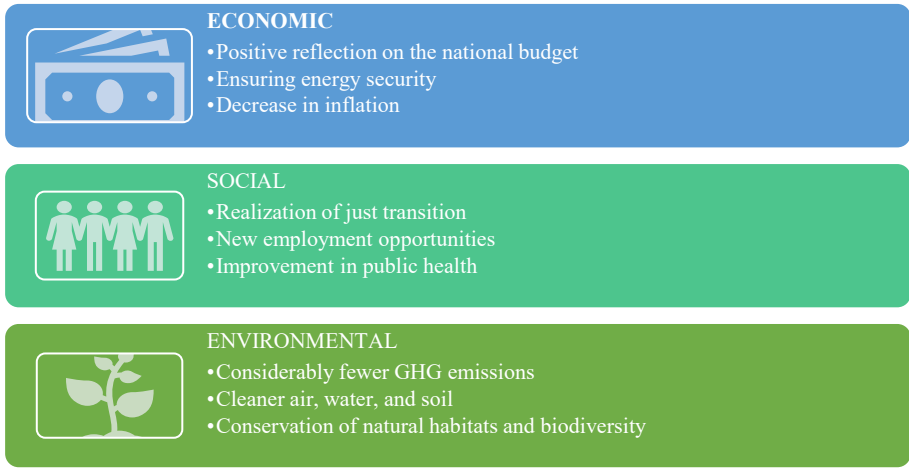 ECONOMIC
•Positive reflection on the national budget
•Ensuring energy security
•Decrease in inflation
SOCIAL
•Realization of just transition
•New employment opportunities
•Improvement in public health
ENVIRONMENTAL
•Considerably fewer GHG emissions
•Cleaner air, water, and soil
•Conservation of natural habitats and biodiversity